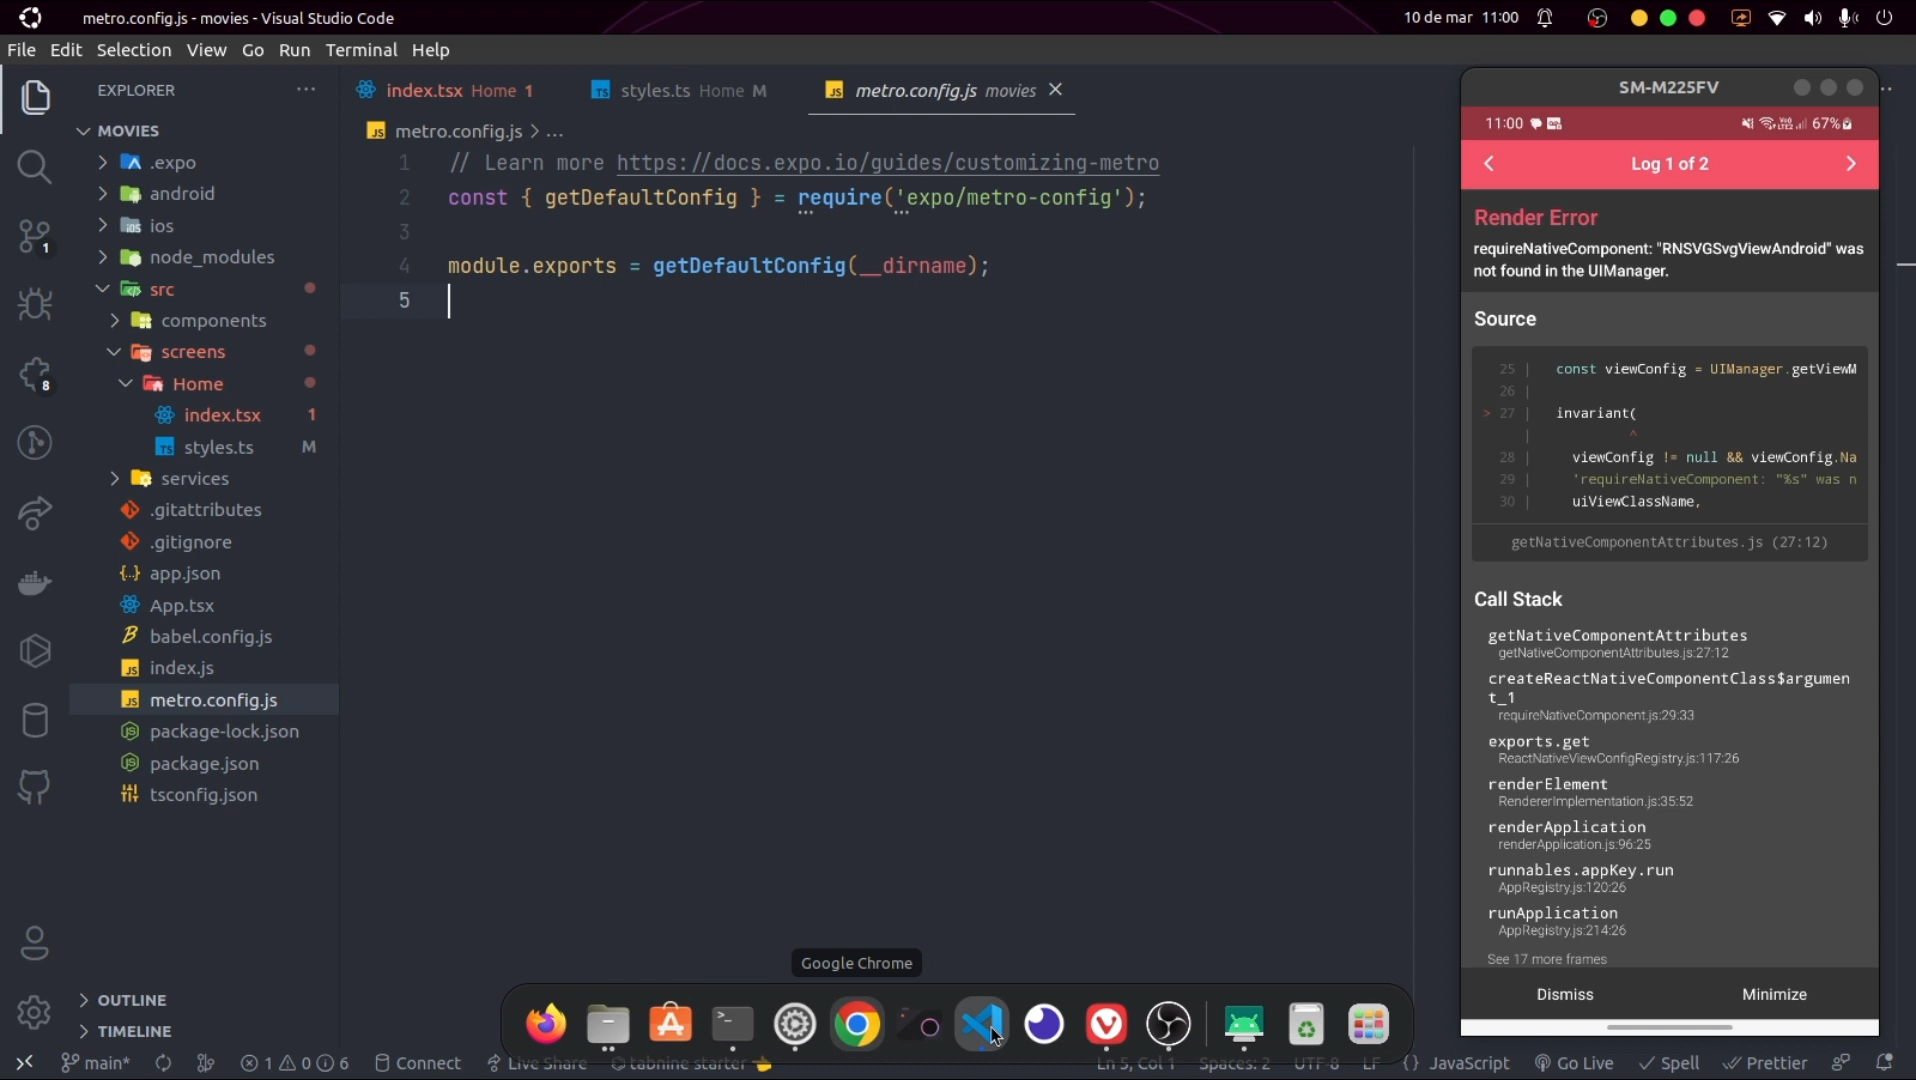 metro.config.js - movies - Visual Studio Code
10 de mar 11:00
File Edit Selection View Go Run Terminal Help
EXPLORER
MOVIES
.expo
android
ios
node_modules
src
components
screens
Home
index.tsx 1
styles.ts M
services
.gitattributes
.gitignore
app.json
App.tsx
babel.config.js
index.js
metro.config.js
package-lock.json
package.json
tsconfig.json
OUTLINE
TIMELINE
1
8
index.tsx Home 1
styles.ts Home M
metro.config.js movies
metro.config.js > ...
1 // Learn more https://docs.expo.io/guides/customizing-metro
2 const { getDefaultConfig } = require('expo/metro-config');
3
4 module.exports = getDefaultConfig(__dirname);
5
SM-M225FV
11:00 67%
Log 1 of 2
Render Error
requireNativeComponent: "RNSVGSvgViewAndroid" was
not found in the UIManager.
Source
25 | const viewConfig = UIManager.getViewM
26 |
> 27 | invariant(
| ^
28 | viewConfig != null && viewConfig.Na
29 | 'requireNativeComponent: "%s" was n
30 | uiViewClassName,
getNativeComponentAttributes.js (27:12)
Call Stack
getNativeComponentAttributes
getNativeComponentAttributes.js:27:12
createReactNativeComponentClass$argumen
t_1
requireNativeComponent.js:29:33
exports.get
ReactNativeViewConfigRegistry.js:117:26
renderElement
RendererImplementation.js:35:52
renderApplication
renderApplication.js:96:25
runnables.appKey.run
AppRegistry.js:120:26
runApplication
AppRegistry.js:214:26
See 17 more frames
Dismiss Minimize
Google Chrome
main* 1 0 6 Connect Live Share tabnine starter
Ln 5, Col 1 Spaces: 2 UTF-8 LF {} JavaScript Go Live Spell Prettier